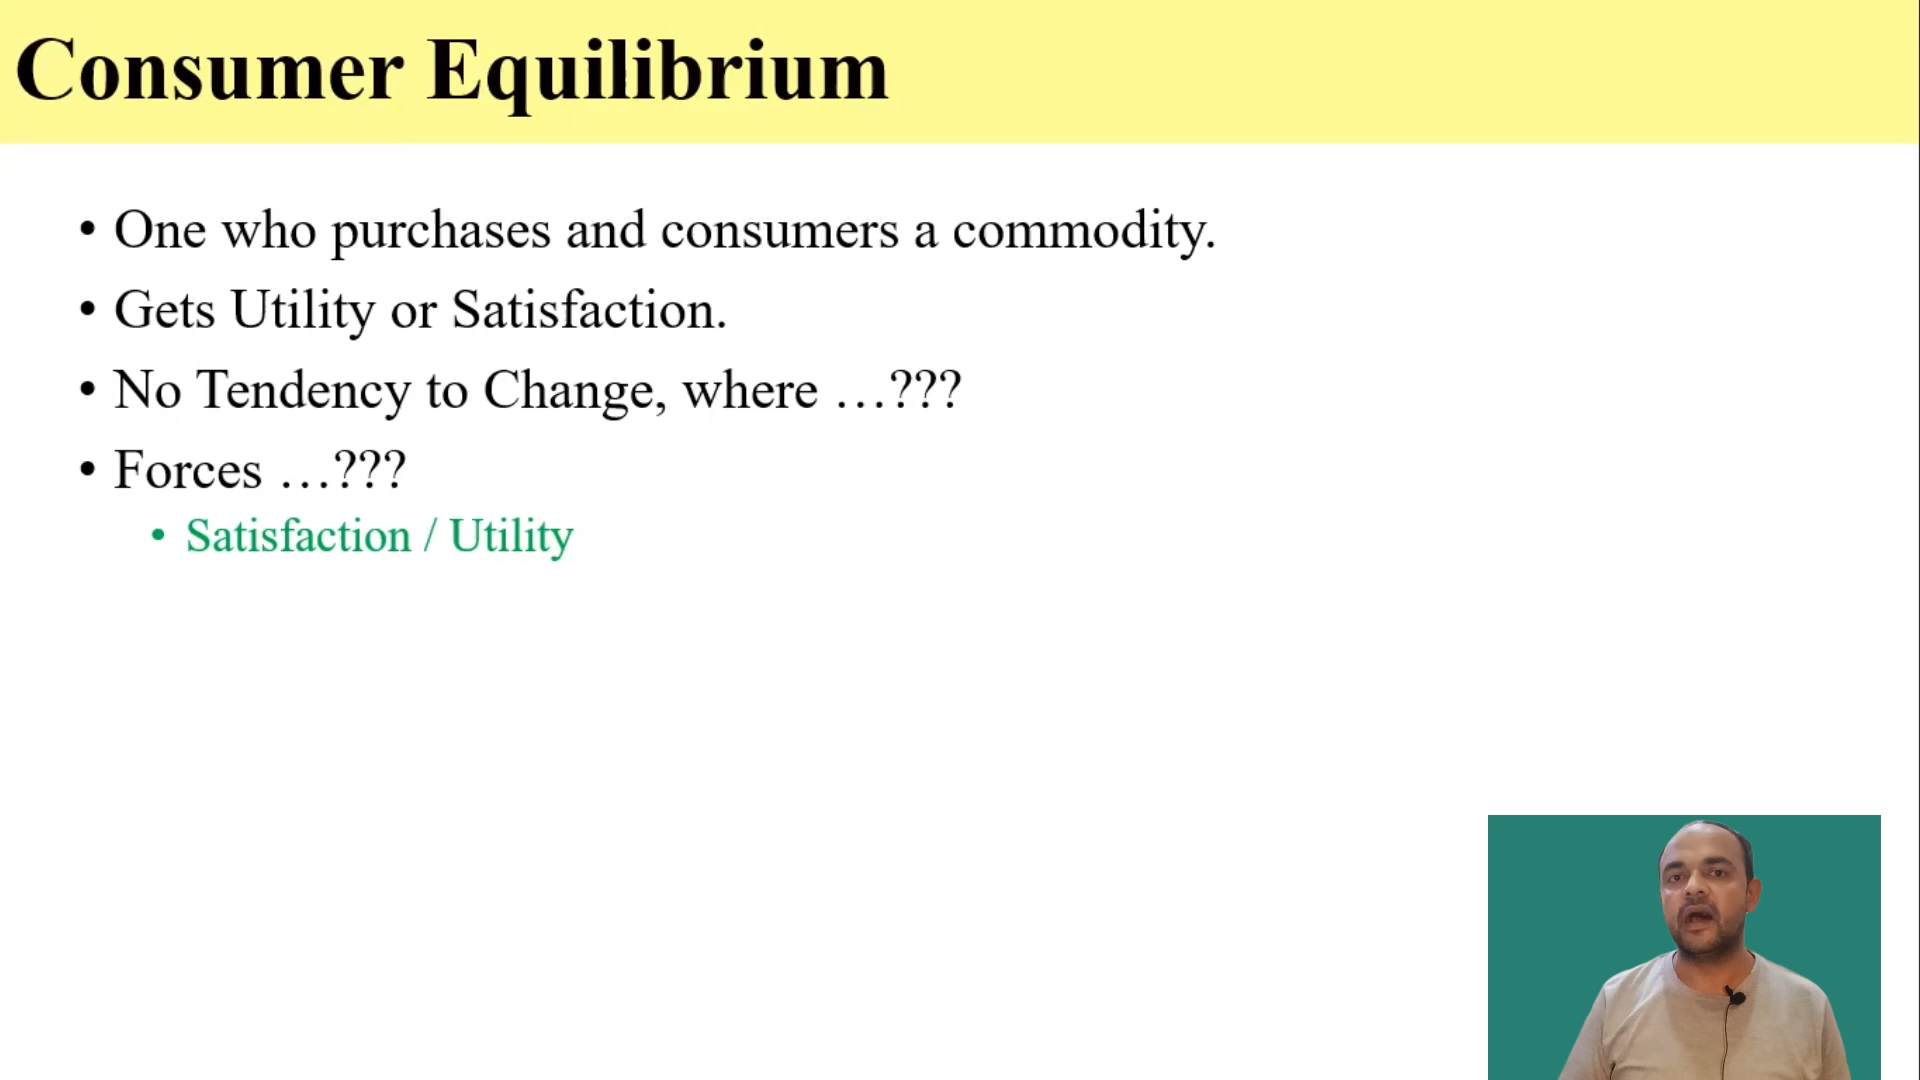 Consumer Equilibrium
• One who purchases and consumers a commodity.
• Gets Utility or Satisfaction.
• No Tendency to Change, where …???
• Forces …???
• Satisfaction / Utility